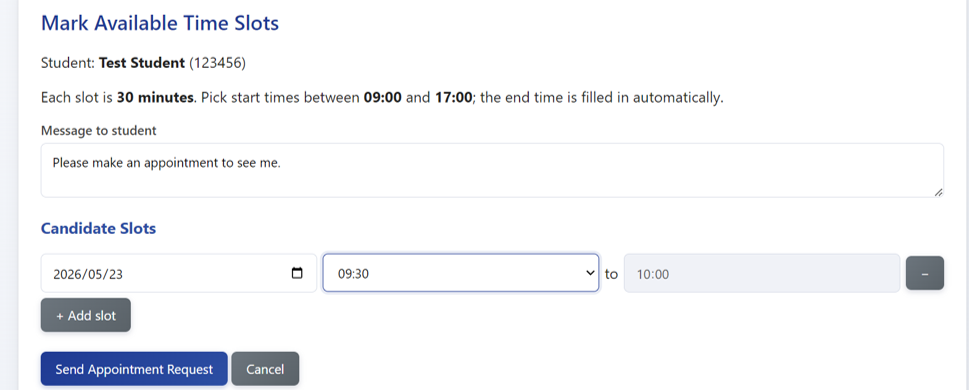 Mark Available Time Slots
Student: Test Student (123456)
Each slot is 30 minutes. Pick start times between 09:00 and 17:00; the end time is filled in automatically.
Message to student
Please make an appointment to see me.
Candidate Slots
2026/05/23 09:30 to 10:00 −
+ Add slot
Send Appointment Request Cancel